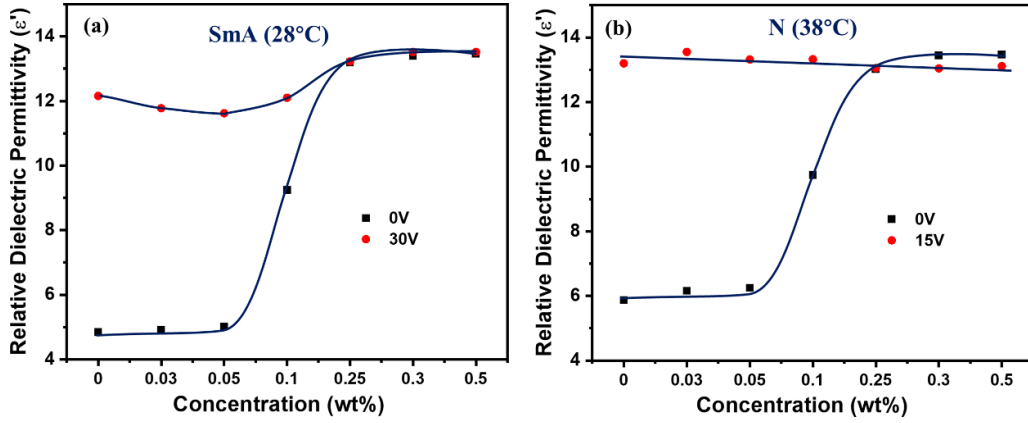 (a)
SmA (28°C)
Relative Dielectric Permittivity (ε')
14
12
10
8
6
4
0V
30V
0 0.03 0.05 0.1 0.25 0.3 0.5
Concentration (wt%)
(b)
N (38°C)
Relative Dielectric Permittivity (ε')
14
12
10
8
6
4
0V
15V
0 0.03 0.05 0.1 0.25 0.3 0.5
Concentration (wt%)